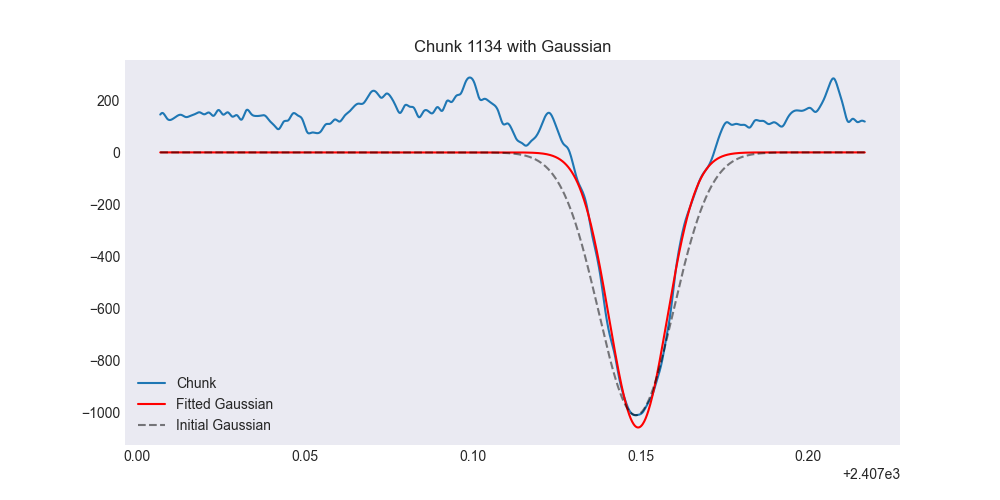 Chunk 1134 with Gaussian
200
0
−200
−400
−600
−800
−1000
Chunk
Fitted Gaussian
Initial Gaussian
0.00 0.05 0.10 0.15 0.20
+2.407e3